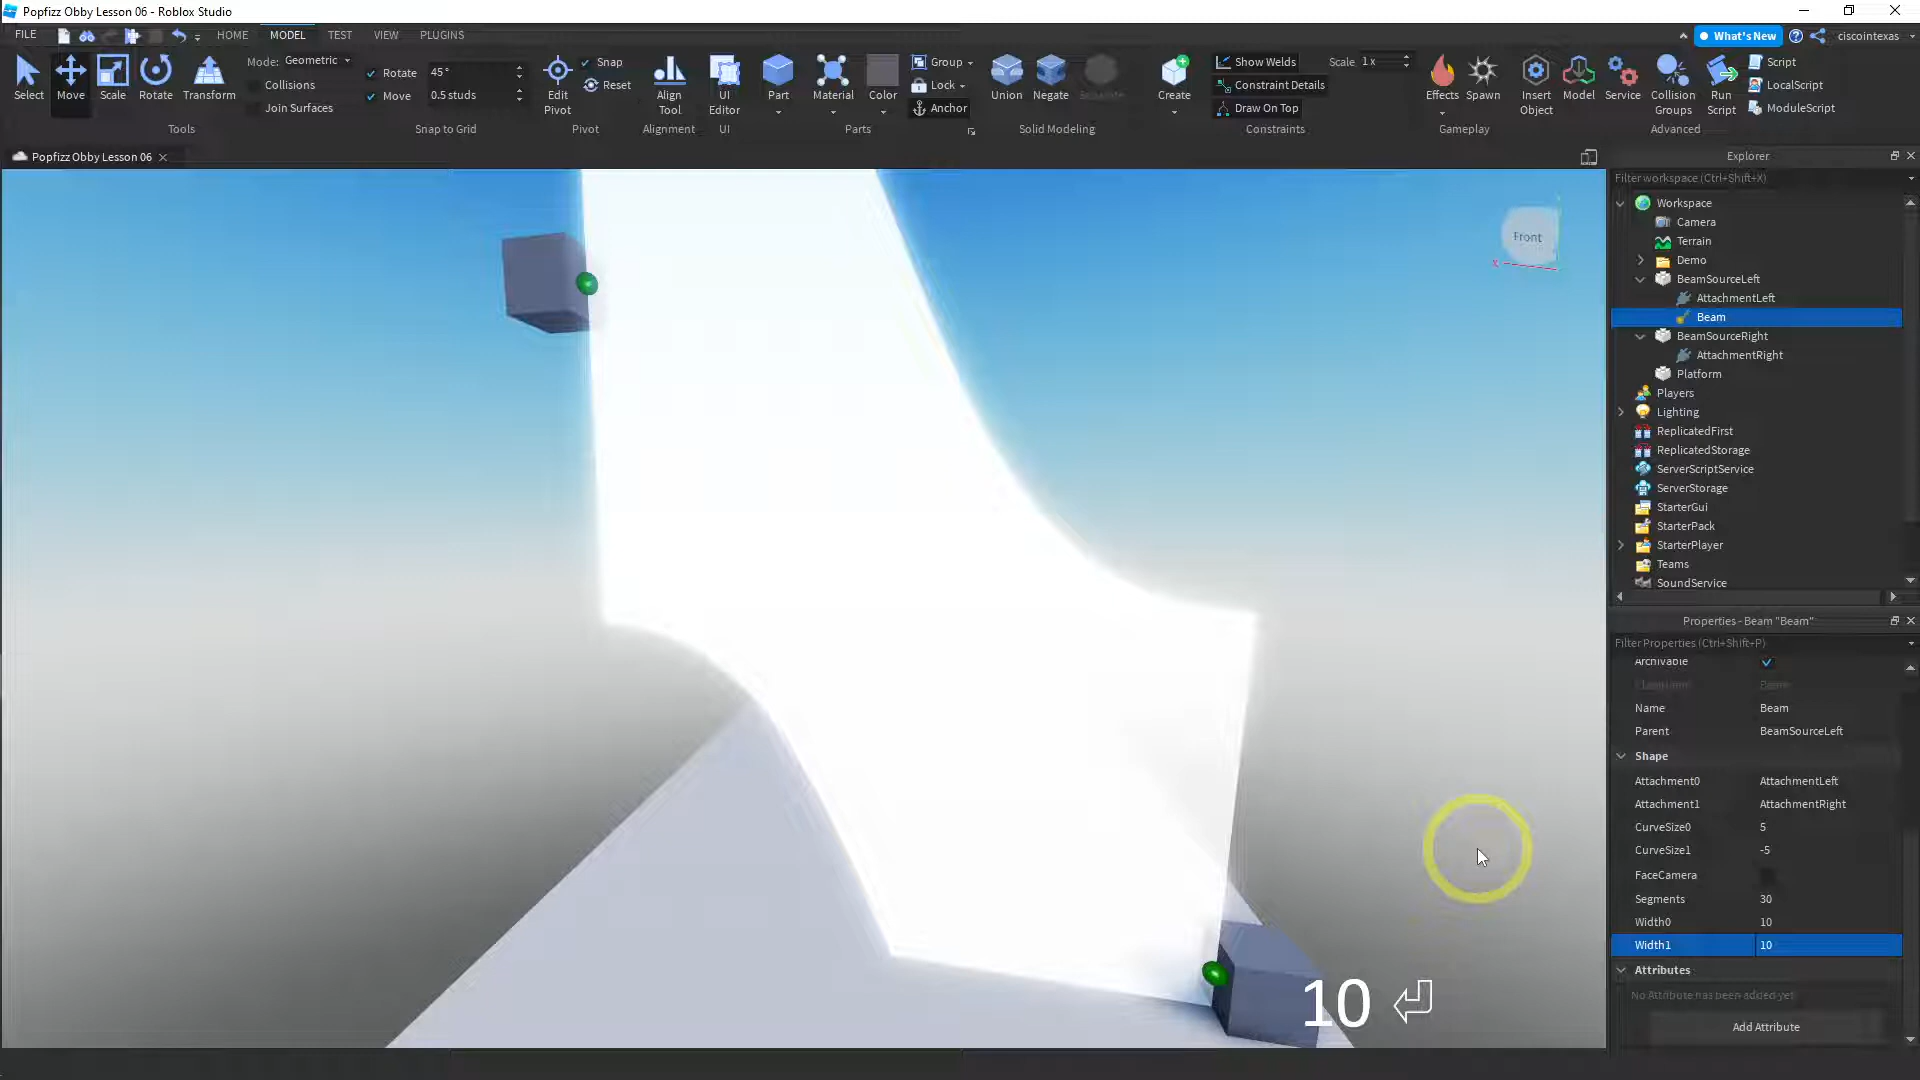 Popfizz Obby Lesson 06 - Roblox Studio
FILE HOME MODEL TEST VIEW PLUGINS
What's New
ciscointexas
Select
Move
Scale
Rotate
Transform
Mode: Geometric
Collisions
Join Surfaces
Tools
Rotate 45°
Move 0.5 studs
Snap to Grid
Edit
Pivot
Snap
Reset
Pivot
Align
Tool
Alignment
UI
Editor
UI
Part
Material
Color
Group
Lock
Anchor
Parts
Union
Negate
Solid Modeling
Create
Show Welds
Constraint Details
Draw On Top
Scale 1 x
Constraints
Effects
Spawn
Gameplay
Insert
Object
Model
Service
Collision
Groups
Run
Script
Script
LocalScript
ModuleScript
Advanced
Popfizz Obby Lesson 06
Front
x
10
Explorer
Filter workspace (Ctrl+Shift+X)
Workspace
Camera
Terrain
Demo
BeamSourceLeft
AttachmentLeft
Beam
BeamSourceRight
AttachmentRight
Platform
Players
Lighting
ReplicatedFirst
ReplicatedStorage
ServerScriptService
ServerStorage
StarterGui
StarterPack
StarterPlayer
Teams
SoundService
Properties - Beam "Beam"
Filter Properties (Ctrl+Shift+P)
Archivable
ClassName Beam
Name Beam
Parent BeamSourceLeft
Shape
Attachment0 AttachmentLeft
Attachment1 AttachmentRight
CurveSize0 5
CurveSize1 -5
FaceCamera
Segments 30
Width0 10
Width1 10
Attributes
No Attribute has been added yet
Add Attribute